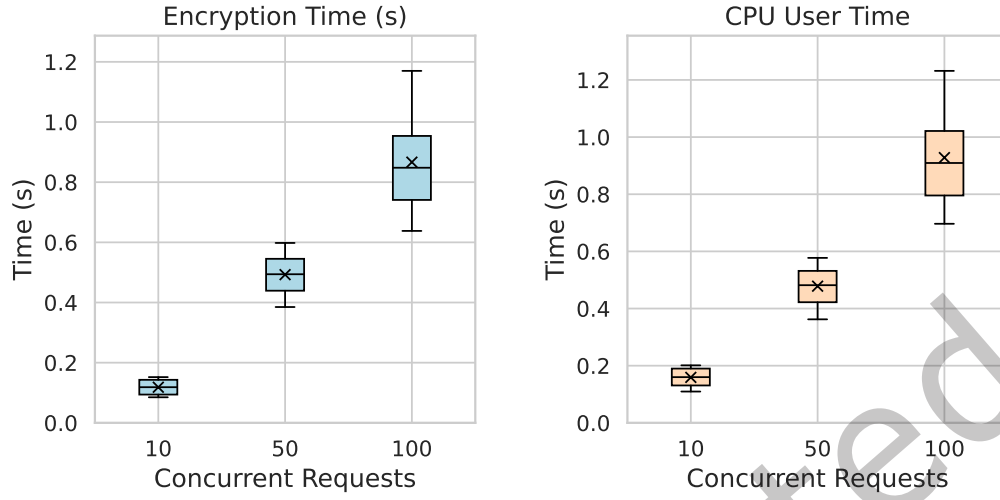 Encryption Time (s)
Time (s)
1.2
1.0
0.8
0.6
0.4
0.2
0.0
10 50 100
Concurrent Requests
CPU User Time
Time (s)
1.2
1.0
0.8
0.6
0.4
0.2
0.0
10 50 100
Concurrent Requests
ted